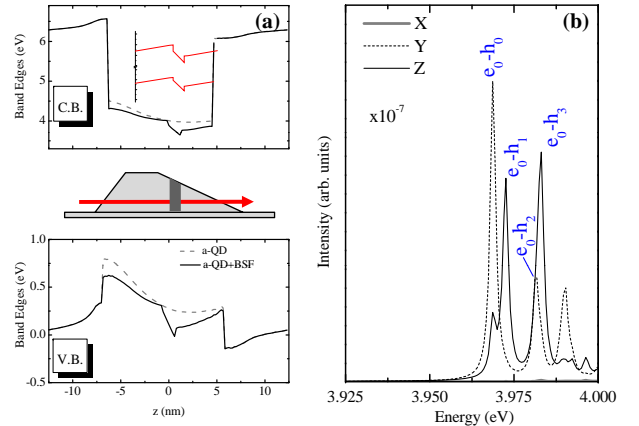 (a)
6
5
4
Band Edges (eV)
C.B.
1.0
0.5
0.0
-0.5
Band Edges (eV)
a-QD
a-QD+BSF
V.B.
-10
-5
0
5
10
z (nm)
(b)
X
Y
Z
x10-7
e0-h0
e0-h1
e0-h2
e0-h3
Intensity (arb. units)
3.925
3.950
3.975
4.000
Energy (eV)